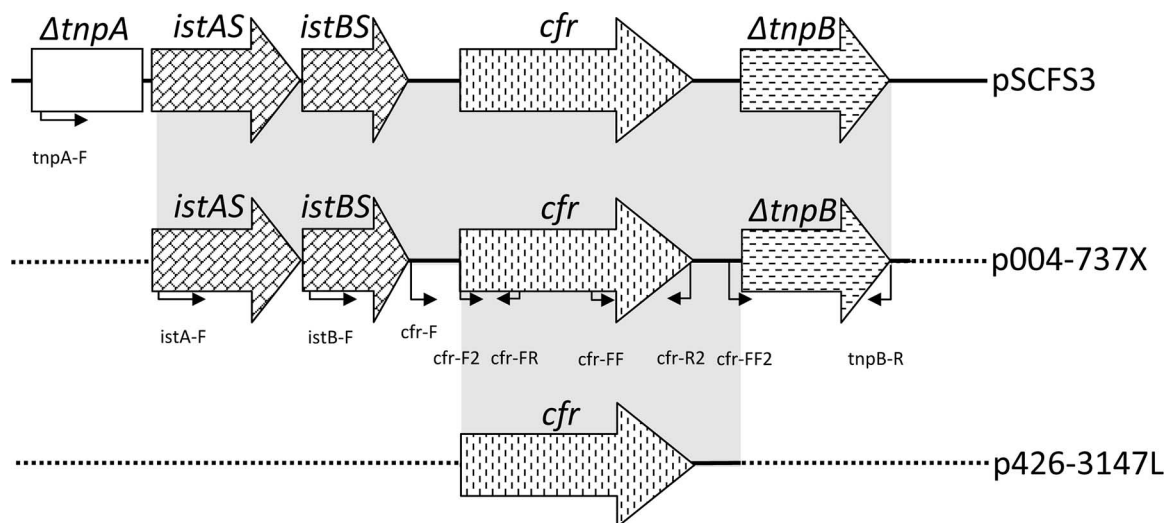 ΔtnpA istAS istBS cfr ΔtnpB
pSCFS3
tnpA-F
istAS istBS cfr ΔtnpB
p004-737X
istA-F istB-F cfr-F cfr-F2 cfr-FR cfr-FF cfr-R2 cfr-FF2 tnpB-R
cfr
p426-3147L